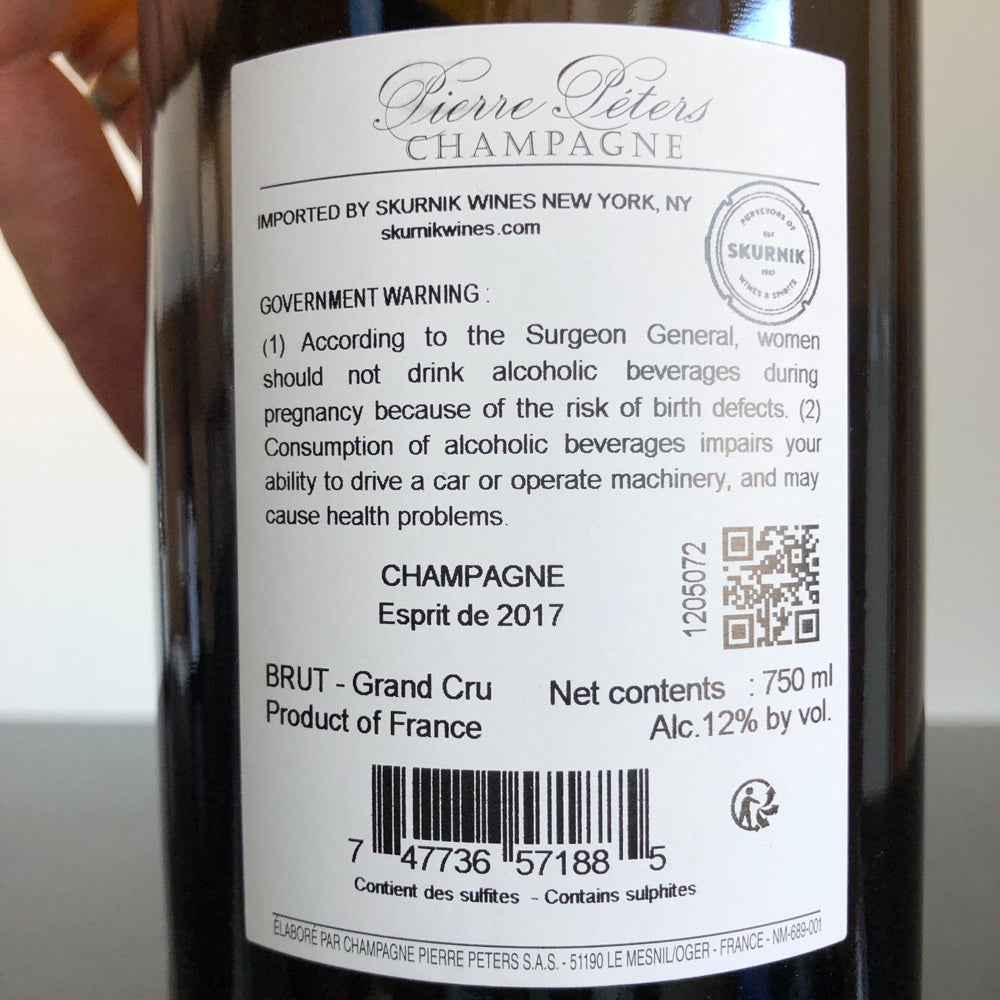 Pierre Péters
CHAMPAGNE
IMPORTED BY SKURNIK WINES NEW YORK, NY
skurnikwines.com
PURVEYORS OF
EST
SKURNIK
1987
WINES & SPIRITS
GOVERNMENT WARNING :
(1) According to the Surgeon General, women
should not drink alcoholic beverages during
pregnancy because of the risk of birth defects. (2)
Consumption of alcoholic beverages impairs your
ability to drive a car or operate machinery, and may
cause health problems.
CHAMPAGNE
Esprit de 2017
1205072
BRUT - Grand Cru
Net contents : 750 ml
Product of France
Alc.12% by vol.
7 47736 57188 5
Contient des sulfites - Contains sulphites
ÉLABORÉ PAR CHAMPAGNE PIERRE PETERS S.A.S. - 51190 LE MESNIL/OGER - FRANCE - NM-689-001